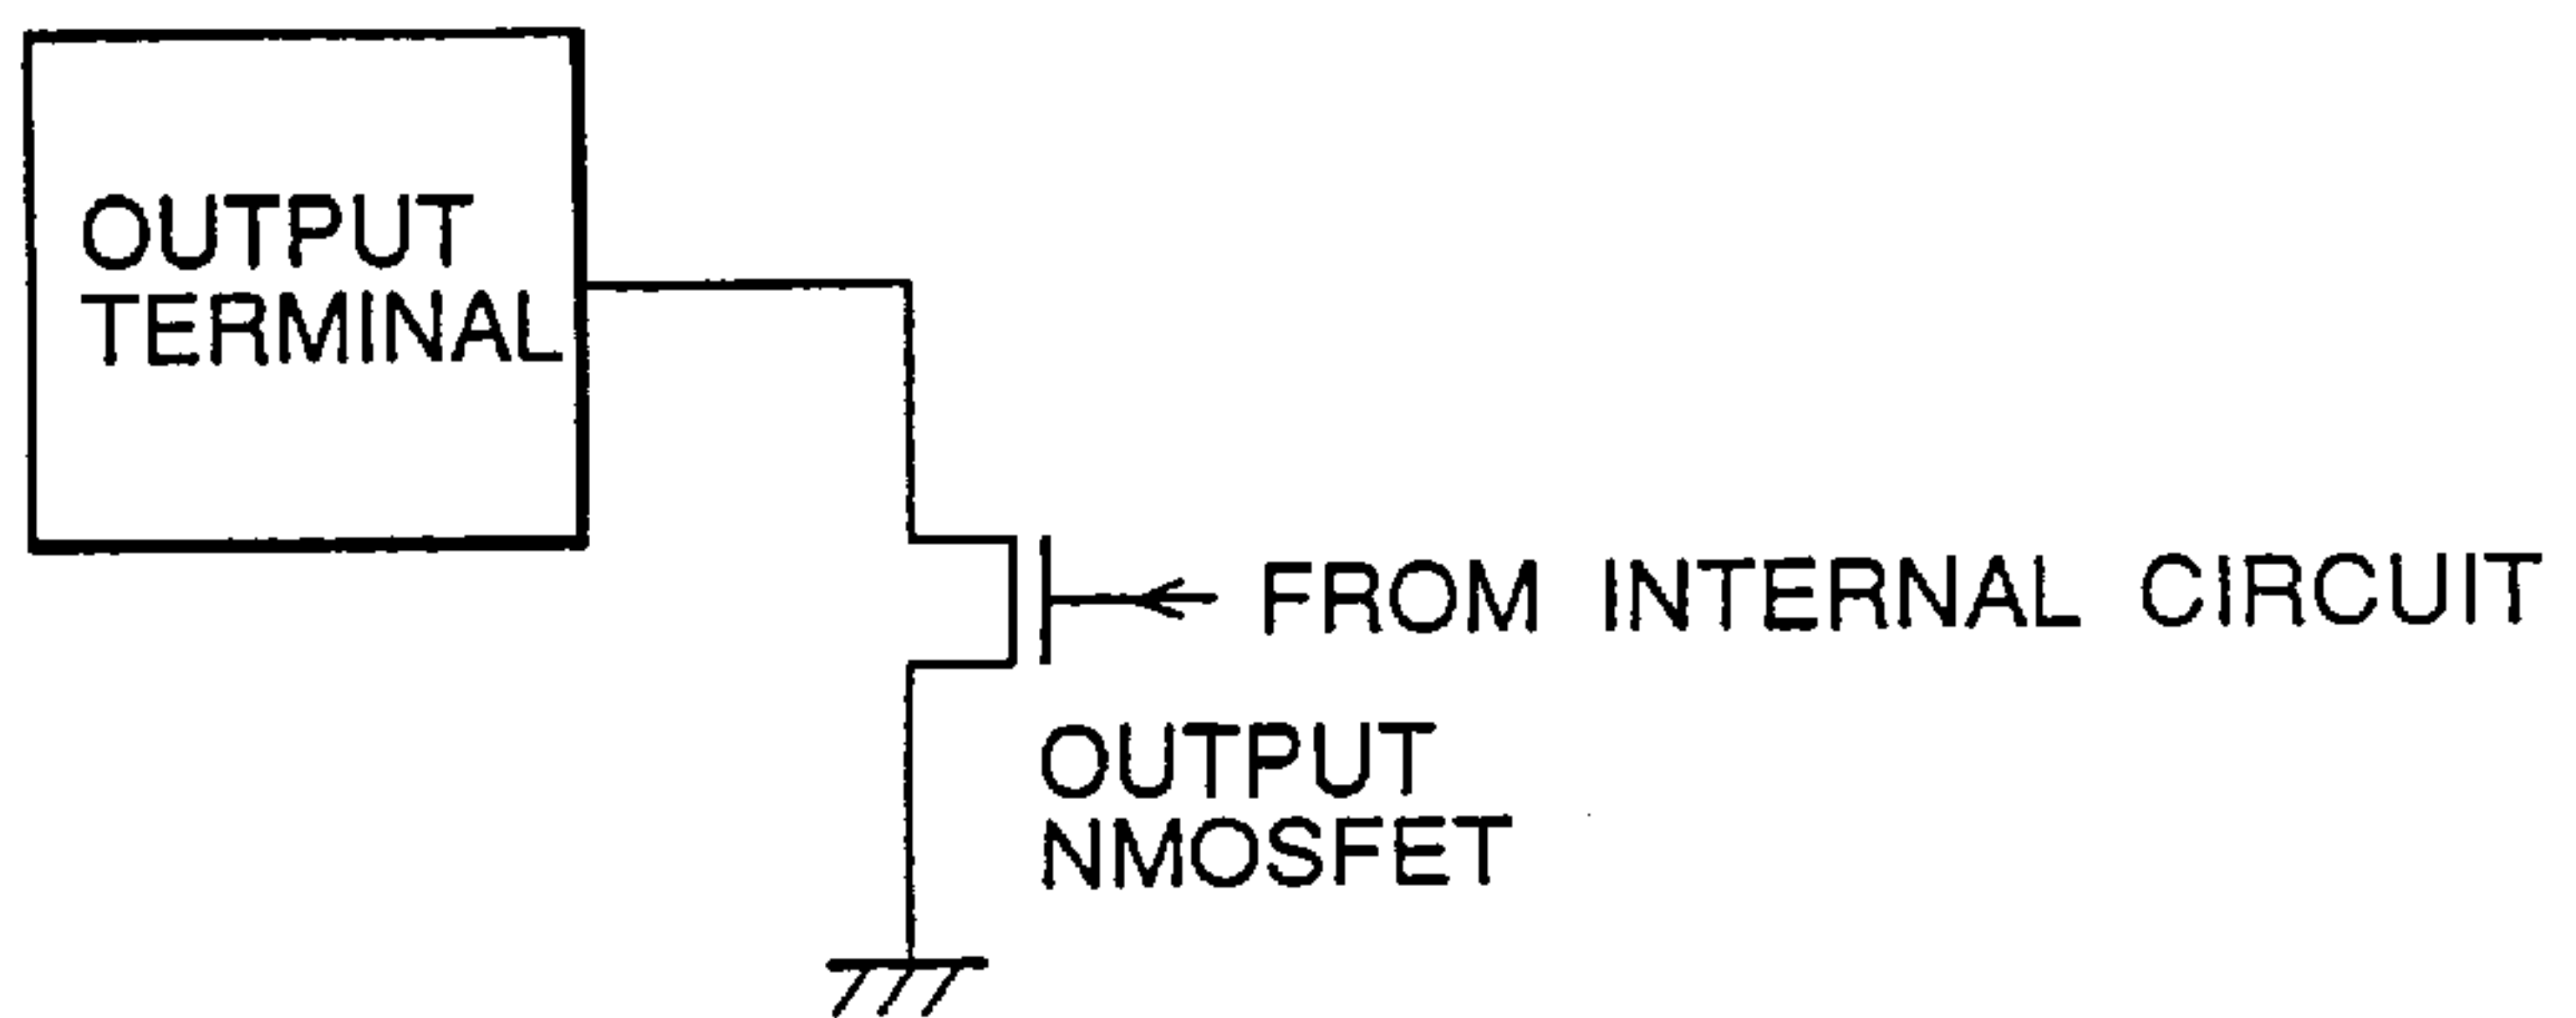 OUTPUT
TERMINAL
FROM INTERNAL CIRCUIT
OUTPUT
NMOSFET